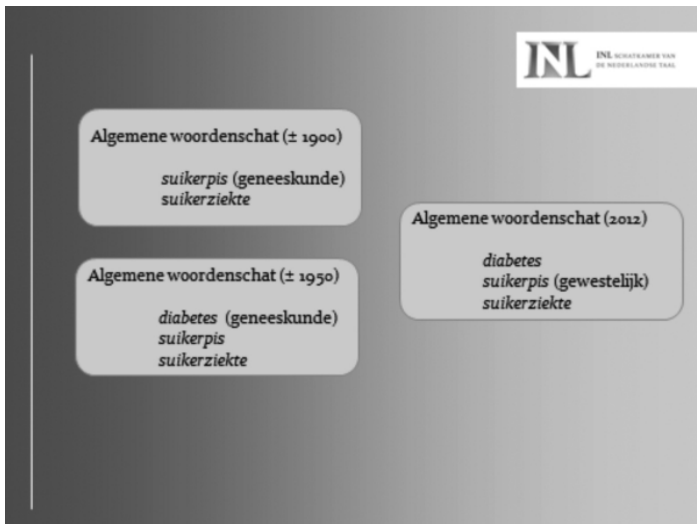 INL
INL SCHATKAMER VAN
DE NEDERLANDSE TAAL
Algemene woordenschat (± 1900)
suikerpis (geneeskunde)
suikerziekte
Algemene woordenschat (± 1950)
diabetes (geneeskunde)
suikerpis
suikerziekte
Algemene woordenschat (2012)
diabetes
suikerpis (gewestelijk)
suikerziekte